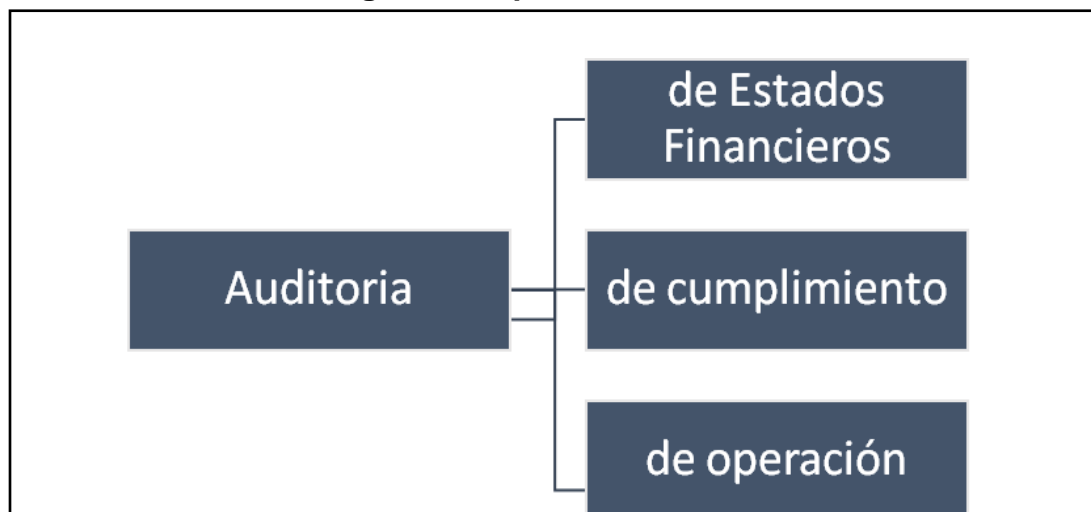 Auditoria
de Estados
Financieros
de cumplimiento
de operación